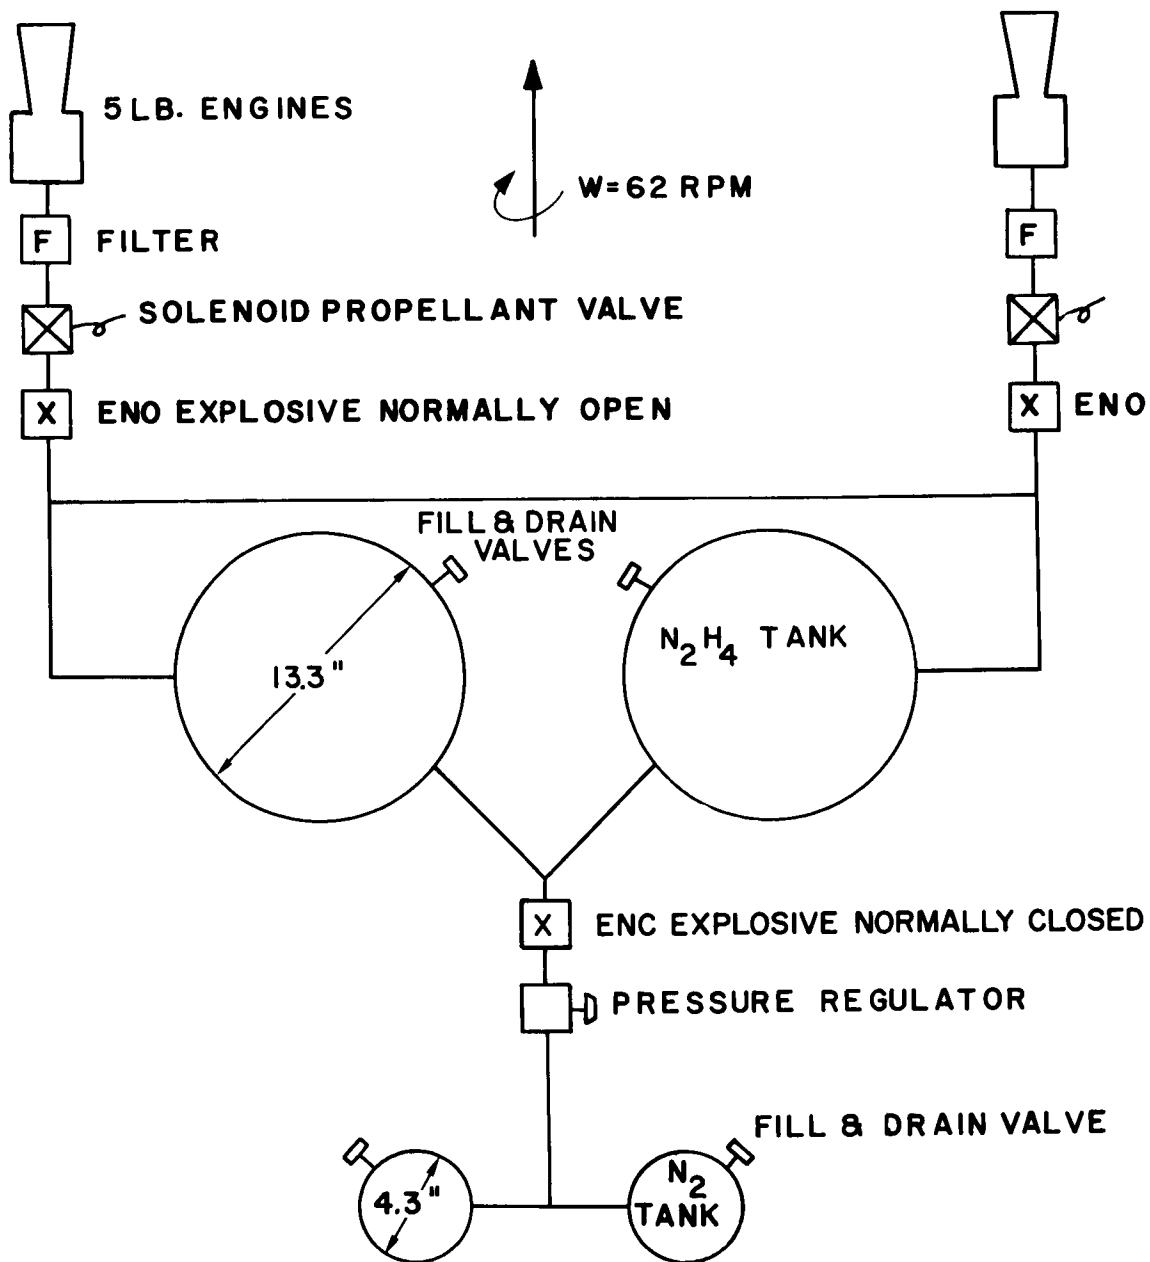 5 LB. ENGINES
W=62 RPM
F
FILTER
F
SOLENOID PROPELLANT VALVE
X
ENO EXPLOSIVE NORMALLY OPEN
X
ENO
FILL & DRAIN
VALVES
N2H4 TANK
13.3"
X
ENC EXPLOSIVE NORMALLY CLOSED
PRESSURE REGULATOR
FILL & DRAIN VALVE
4.3"
N2
TANK